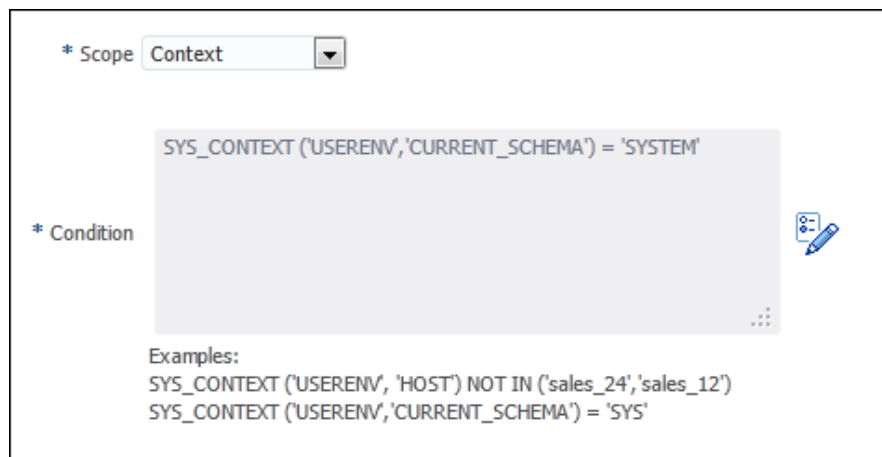 * Scope Context
SYS_CONTEXT ('USERENV','CURRENT_SCHEMA') = 'SYSTEM'
* Condition
Examples:
SYS_CONTEXT ('USERENV', 'HOST') NOT IN ('sales_24','sales_12')
SYS_CONTEXT ('USERENV','CURRENT_SCHEMA') = 'SYS'